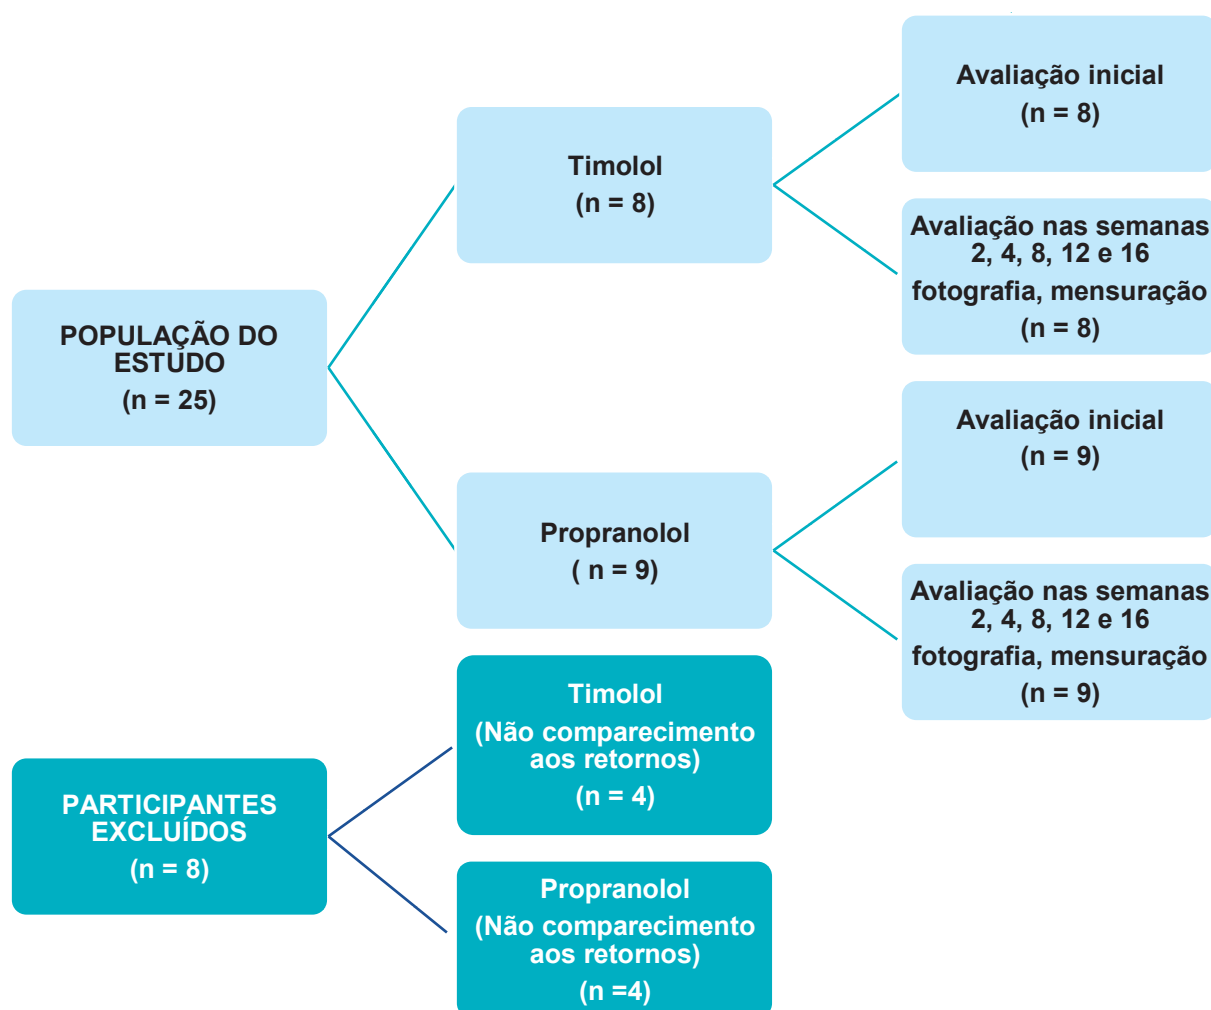 POPULAÇÃO DO
ESTUDO
(n = 25)
Timolol
(n = 8)
Avaliação inicial
(n = 8)
Avaliação nas semanas
2, 4, 8, 12 e 16
fotografia, mensuração
(n = 8)
Propranolol
( n = 9)
Avaliação inicial
(n = 9)
Avaliação nas semanas
2, 4, 8, 12 e 16
fotografia, mensuração
(n = 9)
PARTICIPANTES
EXCLUÍDOS
(n = 8)
Timolol
(Não comparecimento
aos retornos)
(n = 4)
Propranolol
(Não comparecimento
aos retornos)
(n =4)